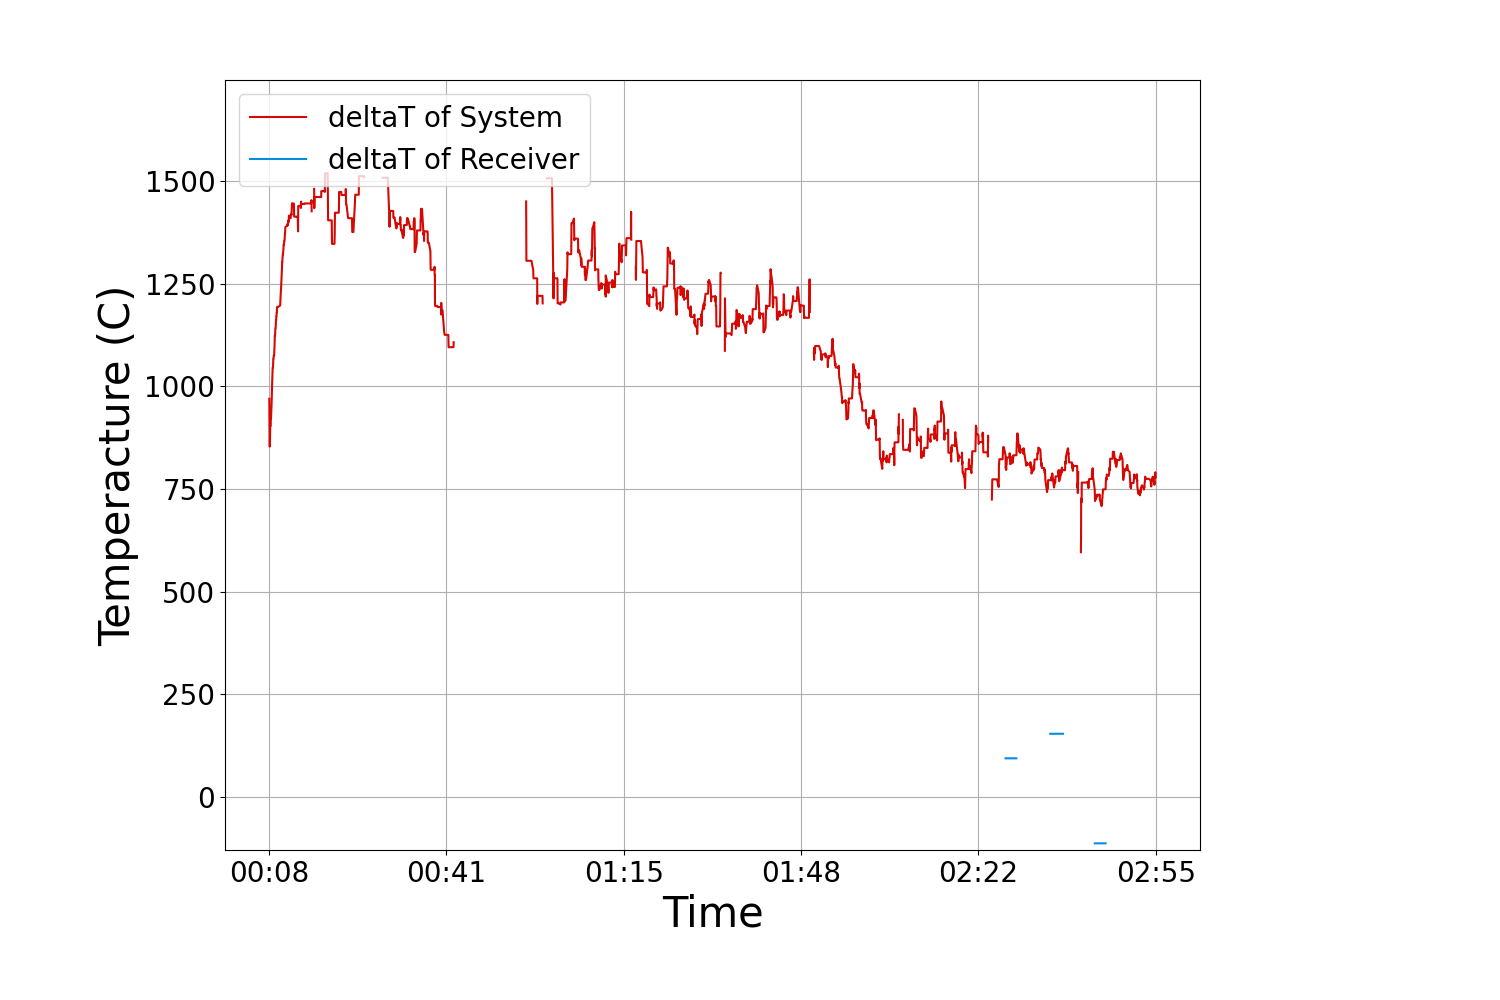 deltaT of System
deltaT of Receiver
1500
1250
1000
750
500
250
0
Temperacture (C)
00:08 00:41 01:15 01:48 02:22 02:55
Time